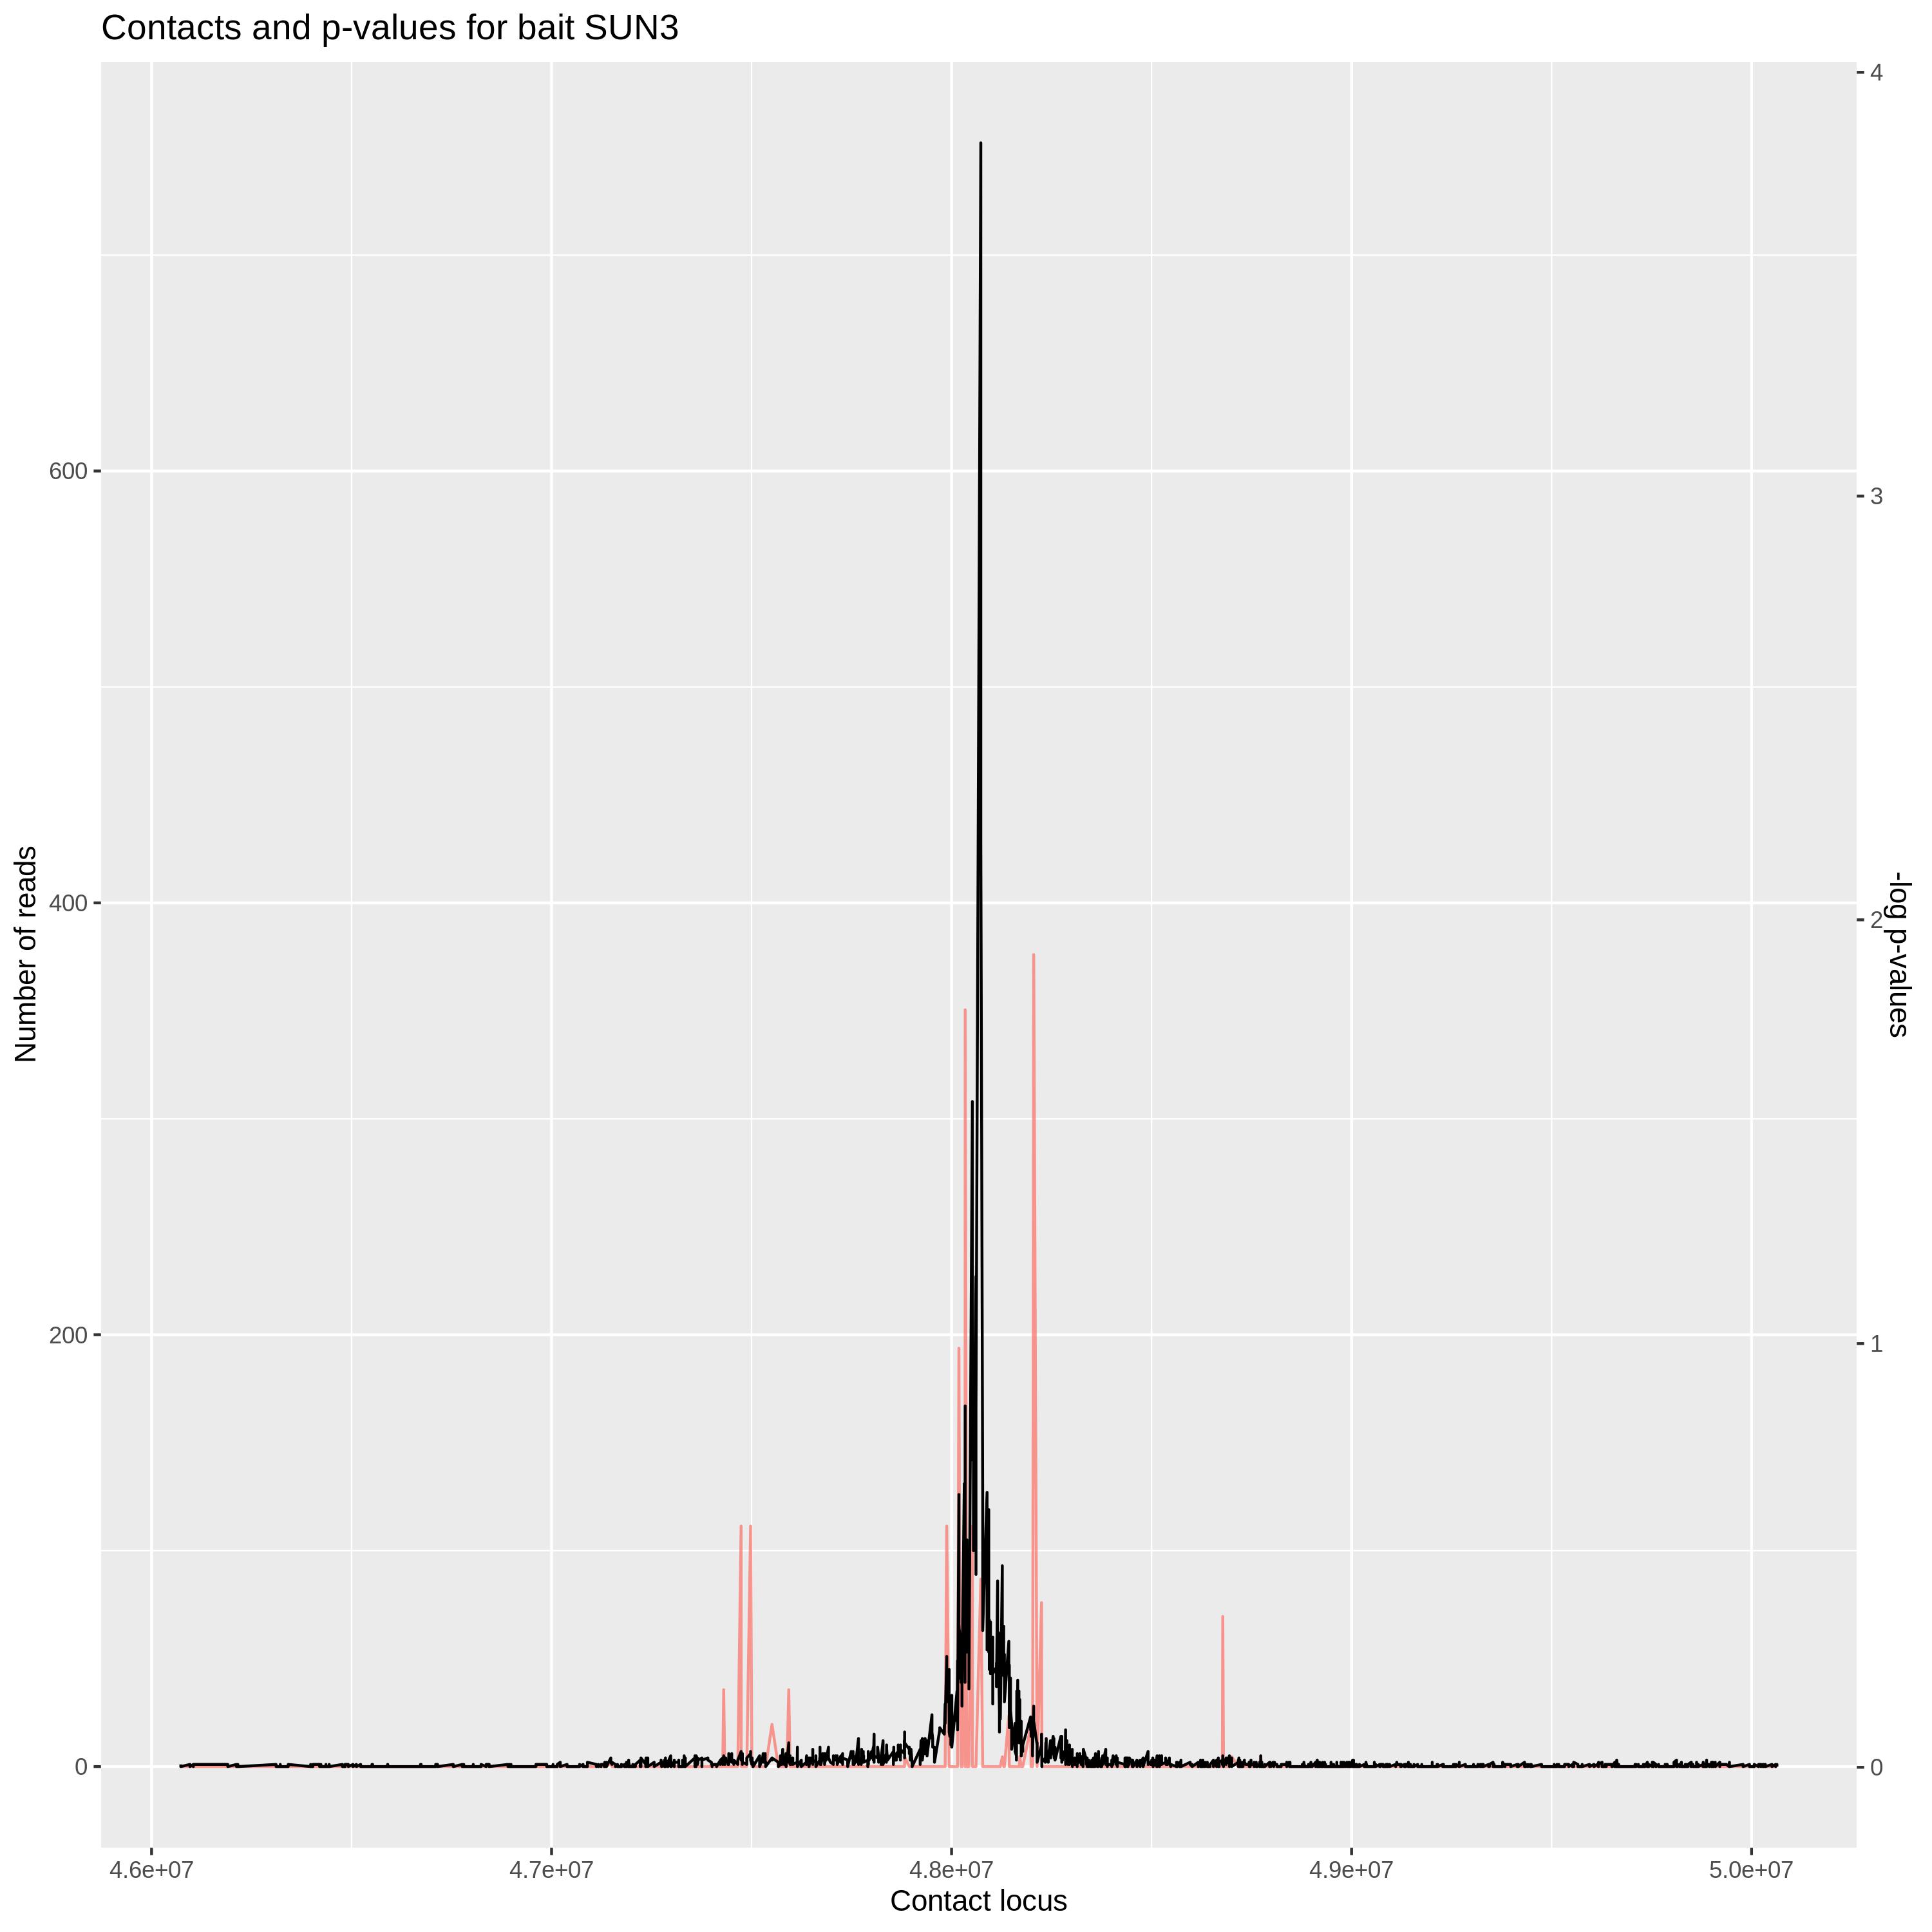 Contacts and p-values for bait SUN3
Number of reads
600
400
200
0
4
3
2
1
0
-log p-values
4.6e+07
4.7e+07
4.8e+07
4.9e+07
5.0e+07
Contact locus